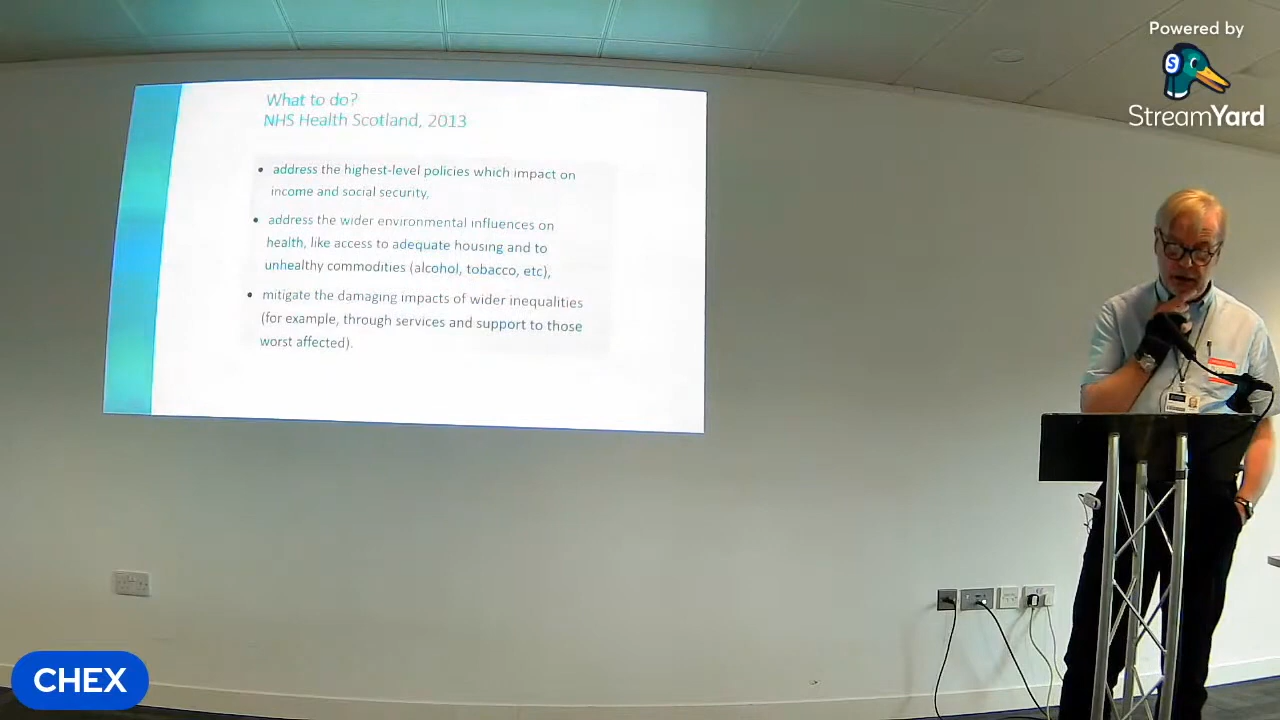 Powered by
StreamYard
What to do?
NHS Health Scotland, 2013
• address the highest-level policies which impact on
income and social security,
• address the wider environmental influences on
health, like access to adequate housing and to
unhealthy commodities (alcohol, tobacco, etc),
• mitigate the damaging impacts of wider inequalities
(for example, through services and support to those
worst affected).
CHEX